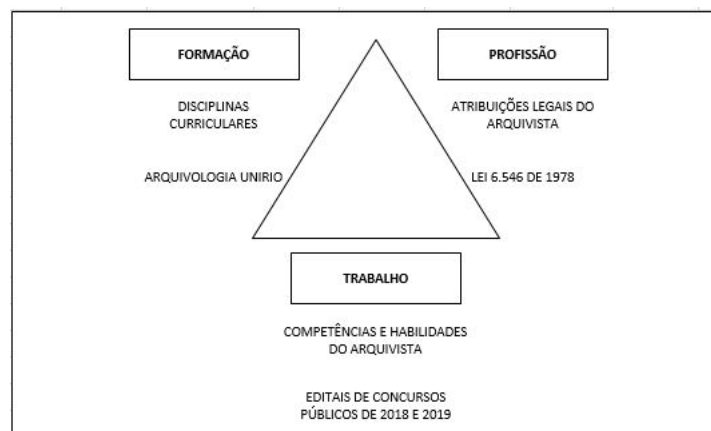 FORMAÇÃO
DISCIPLINAS
CURRICULARES
ARQUIVOLOGIA UNIRIO
PROFISSÃO
ATRIBUIÇÕES LEGAIS DO
ARQUIVISTA
LEI 6.546 DE 1978
TRABALHO
COMPETÊNCIAS E HABILIDADES
DO ARQUIVISTA
EDITAIS DE CONCURSOS
PÚBLICOS DE 2018 E 2019